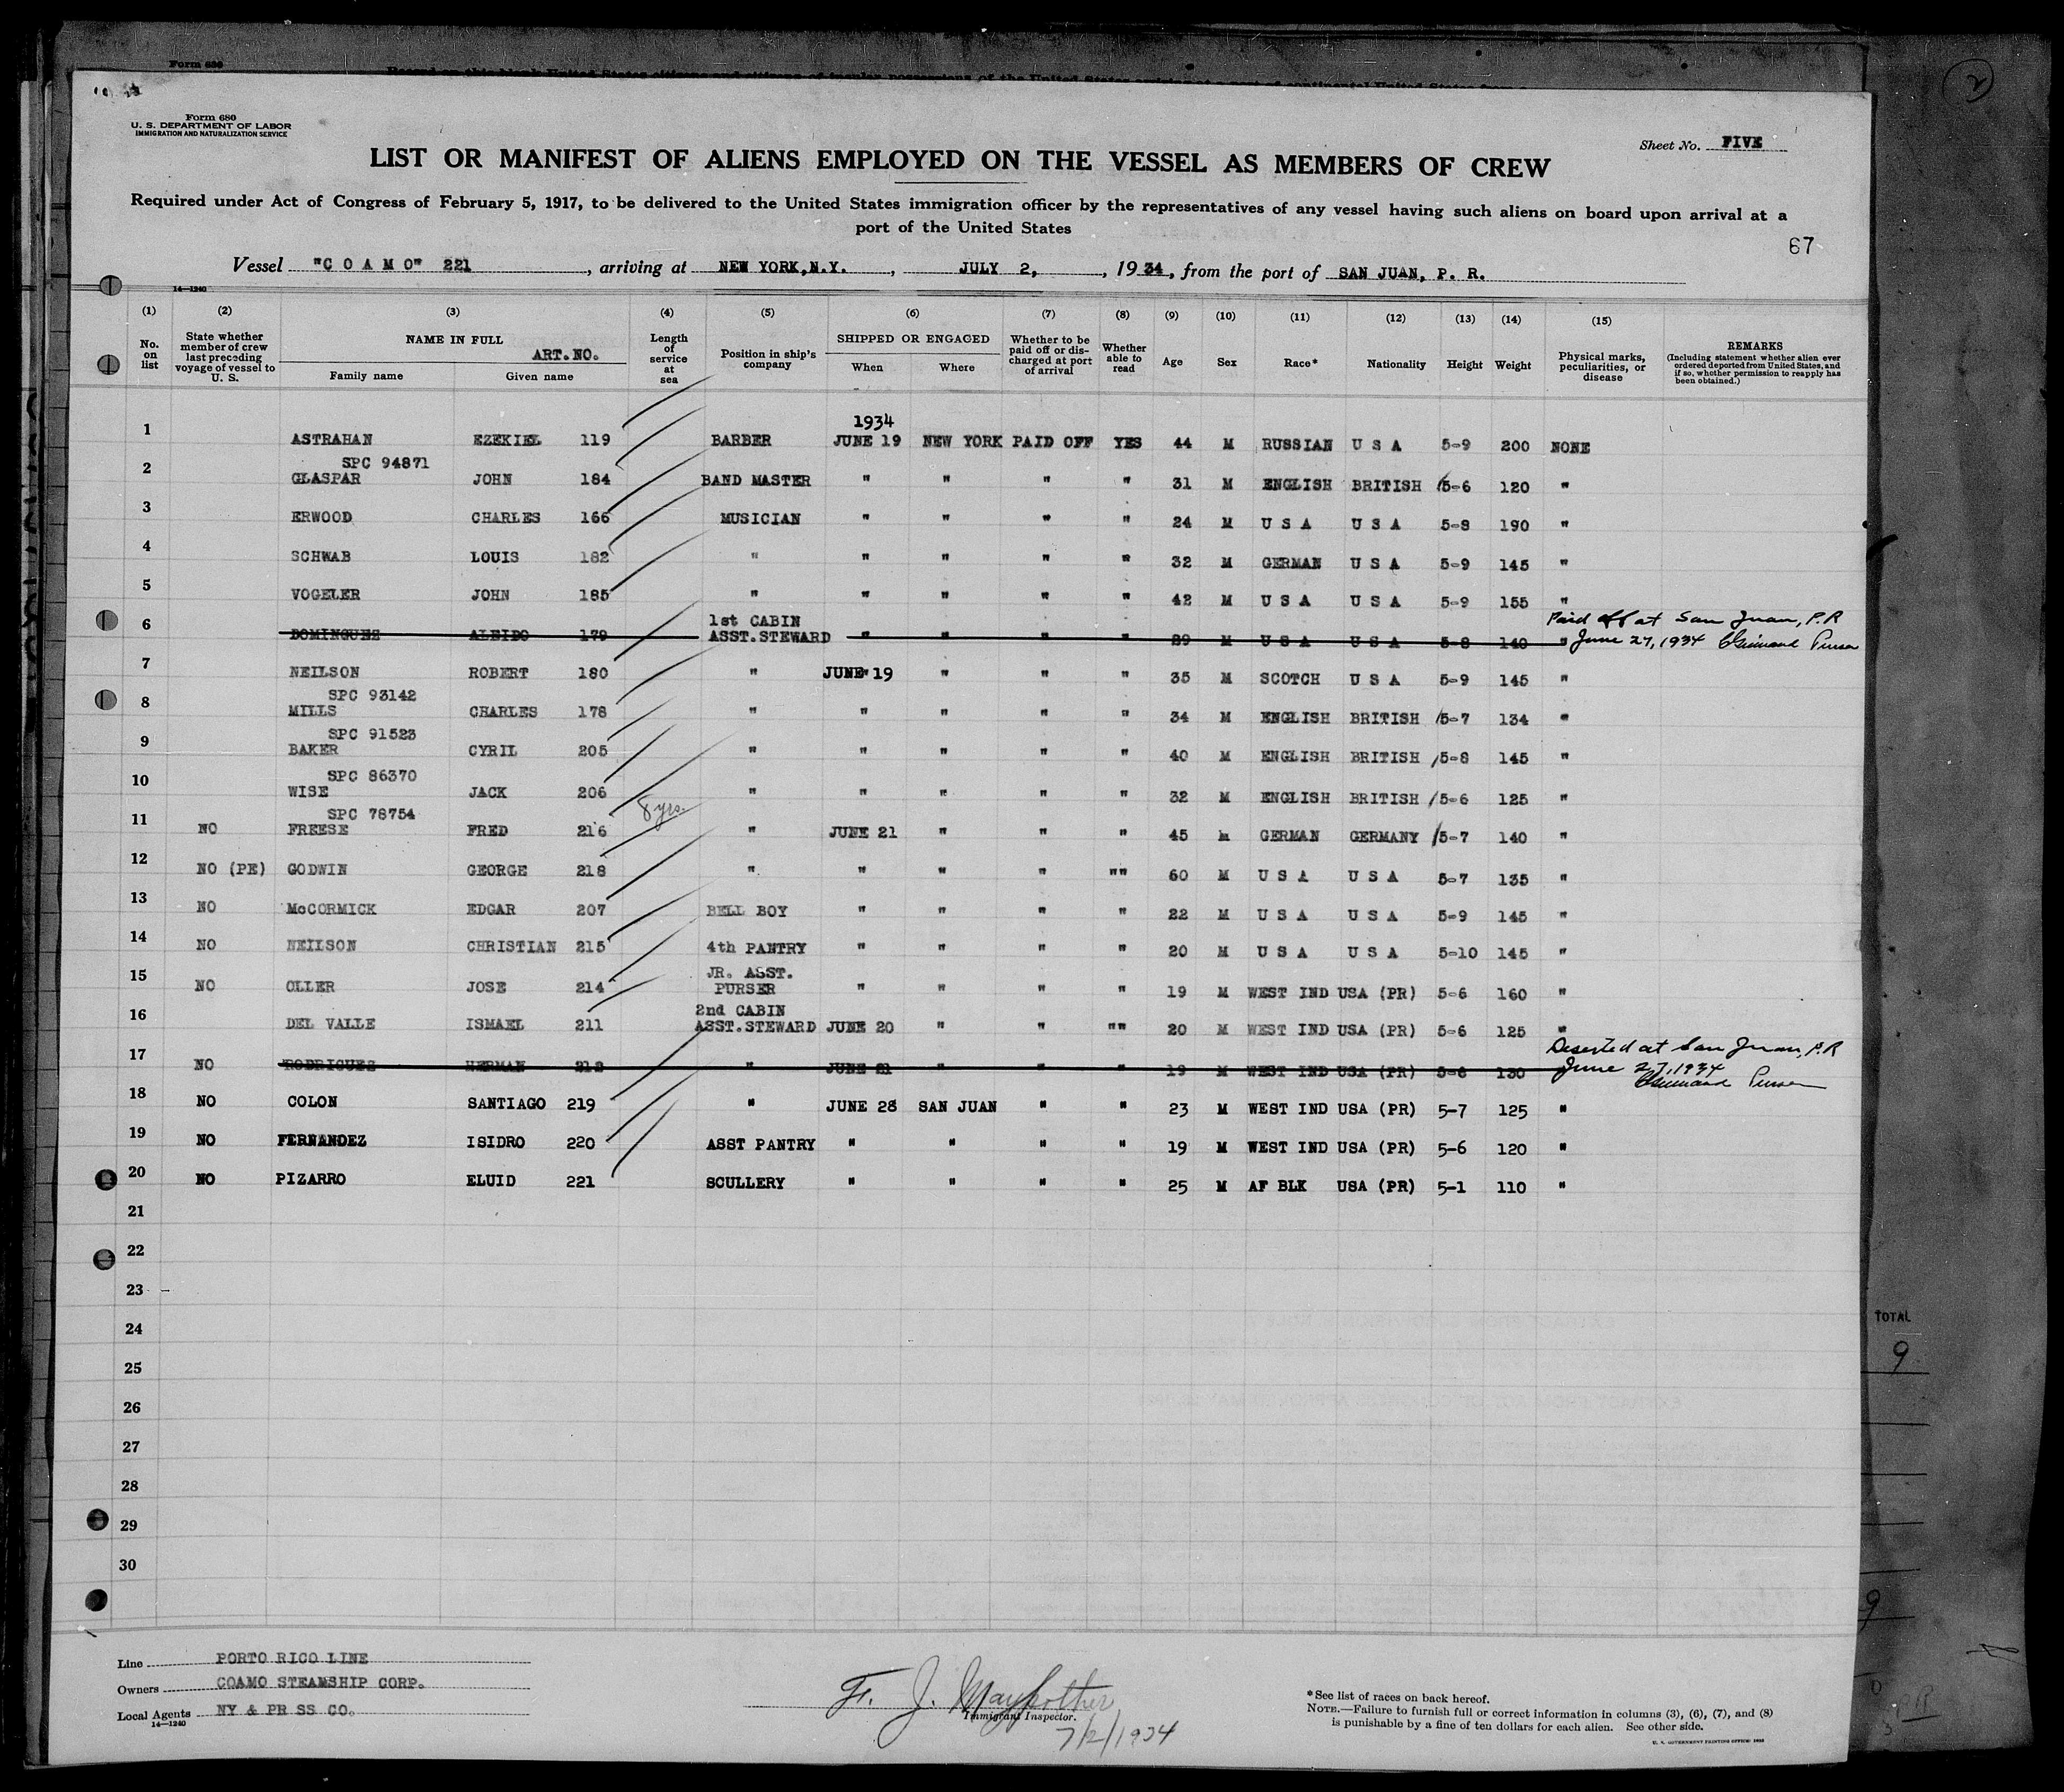 Form 680
U. S. DEPARTMENT OF LABOR
IMMIGRATION AND NATURALIZATION SERVICE
Sheet No. FIVE
LIST OR MANIFEST OF ALIENS EMPLOYED ON THE VESSEL AS MEMBERS OF CREW
Required under Act of Congress of February 5, 1917, to be delivered to the United States immigration officer by the representatives of any vessel having such aliens on board upon arrival at a
port of the United States
67
Vessel "C O A M O" 221, arriving at NEW YORK, N.Y., JULY 2, 1934, from the port of SAN JUAN, P. R.
14—1240
(1) (2) (3) (4) (5) (6) (7) (8) (9) (10) (11) (12) (13) (14) (15)
No. on list
State whether member of crew last preceding voyage of vessel to U. S.
NAME IN FULL ART. NO.
Family name Given name
Length of service at sea
Position in ship's company
SHIPPED OR ENGAGED
When Where
Whether to be paid off or discharged at port of arrival
Whether able to read
Age Sex Race* Nationality Height Weight
Physical marks, peculiarities, or disease
REMARKS
(Including statement whether alien ever ordered deported from United States, and if so, whether permission to reapply has been obtained.)
1934
1 ASTRAHAN EZEKIEL 119 BARBER JUNE 19 NEW YORK PAID OFF YES 44 M RUSSIAN U S A 5-9 200 NONE
SPC 94871
2 GLASPAR JOHN 184 BAND MASTER " " " " 31 M ENGLISH BRITISH 5-6 120 "
3 ERWOOD CHARLES 166 MUSICIAN " " " " 24 M U S A U S A 5-8 190 "
4 SCHWAB LOUIS 182 " " " " " 32 M GERMAN U S A 5-9 145 "
5 VOGELER JOHN 185 " " " " " 42 M U S A U S A 5-9 155 "
1st CABIN Paid off at San Juan, P.R
6 DOMINGUES ALEIDO 179 ASST. STEWARD " " " " 39 M U S A U S A 5-8 140 " June 27, 1934 Purser
7 NEILSON ROBERT 180 " JUNE 19 " " " 35 M SCOTCH U S A 5-9 145 "
SPC 93142
8 MILLS CHARLES 178 " " " " " 34 M ENGLISH BRITISH 5-7 134 "
SPC 91523
9 BAKER CYRIL 205 " " " " " 40 M ENGLISH BRITISH 5-8 145 "
SPC 86370
10 WISE JACK 206 " " " " " 32 M ENGLISH BRITISH 5-6 125 "
SPC 78754
11 NO FREESE FRED 216 8 yrs. " JUNE 21 " " " 45 M GERMAN GERMANY 5-7 140 "
12 NO (PE) GODWIN GEORGE 218 " " " " "" 60 M U S A U S A 5-7 135 "
13 NO McCORMICK EDGAR 207 BELL BOY " " " " 22 M U S A U S A 5-9 145 "
14 NO NEILSON CHRISTIAN 215 4th PANTRY " " " " 20 M U S A U S A 5-10 145 "
JR. ASST.
15 NO OLLER JOSE 214 PURSER " " " " 19 M WEST IND USA (PR) 5-6 160 "
2nd CABIN
16 DEL VALLE ISMAEL 211 ASST. STEWARD JUNE 20 " " "" 20 M WEST IND USA (PR) 5-6 125 "
Deserted at San Juan, P.R
17 NO RODRIGUES HERMAN 212 " JUNE 21 " " " 19 M WEST IND USA (PR) 5-6 130 June 27, 1934
Purser
18 NO COLON SANTIAGO 219 " JUNE 28 SAN JUAN " " 23 M WEST IND USA (PR) 5-7 125 "
19 NO FERNANDEZ ISIDRO 220 ASST PANTRY " " " " 19 M WEST IND USA (PR) 5-6 120 "
20 NO PIZARRO ELUID 221 SCULLERY " " " " 25 M AF BLK USA (PR) 5-1 110 "
21
22
23
24
25
26
27
28
29
30
TOTAL
9
9
Line PORTO RICO LINE
Owners COAMO STEAMSHIP CORP.
Local Agents NY & PR SS CO.
14—1240
F. J. Mayfrother
Immigrant Inspector.
7/2/1934
*See list of races on back hereof.
NOTE.—Failure to furnish full or correct information in columns (3), (6), (7), and (8)
is punishable by a fine of ten dollars for each alien. See other side.